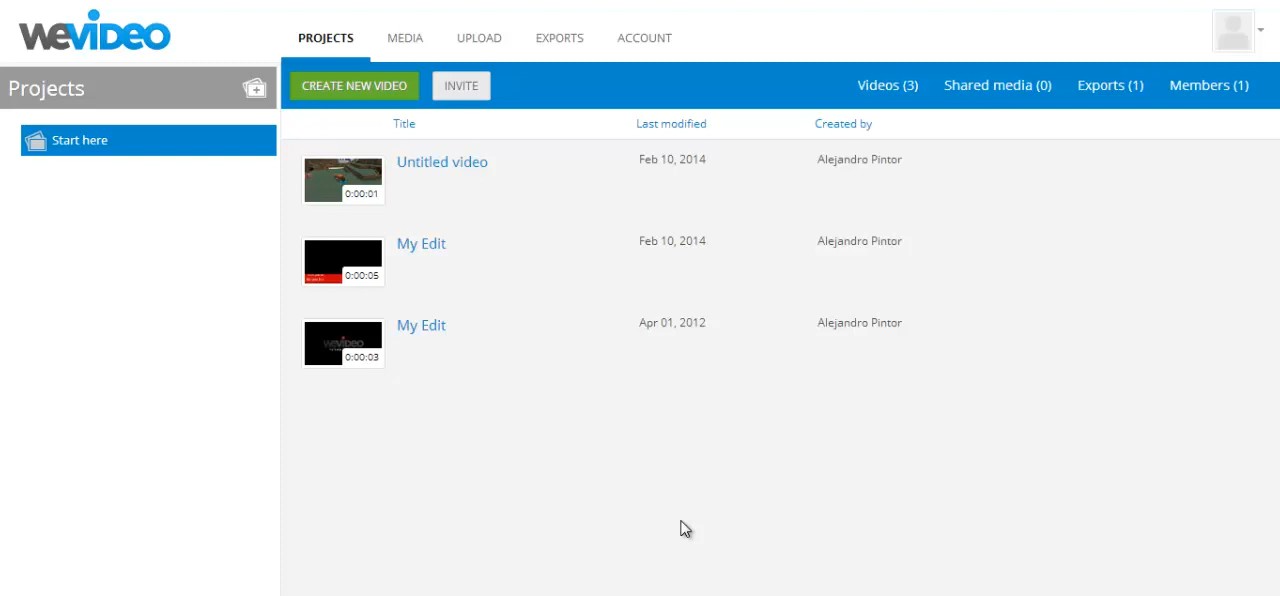 wevideo
PROJECTS MEDIA UPLOAD EXPORTS ACCOUNT
Projects
CREATE NEW VIDEO INVITE Videos (3) Shared media (0) Exports (1) Members (1)
Start here
Title Last modified Created by
Untitled video Feb 10, 2014 Alejandro Pintor
0:00:01
My Edit Feb 10, 2014 Alejandro Pintor
0:00:05
My Edit Apr 01, 2012 Alejandro Pintor
wevideo
0:00:03